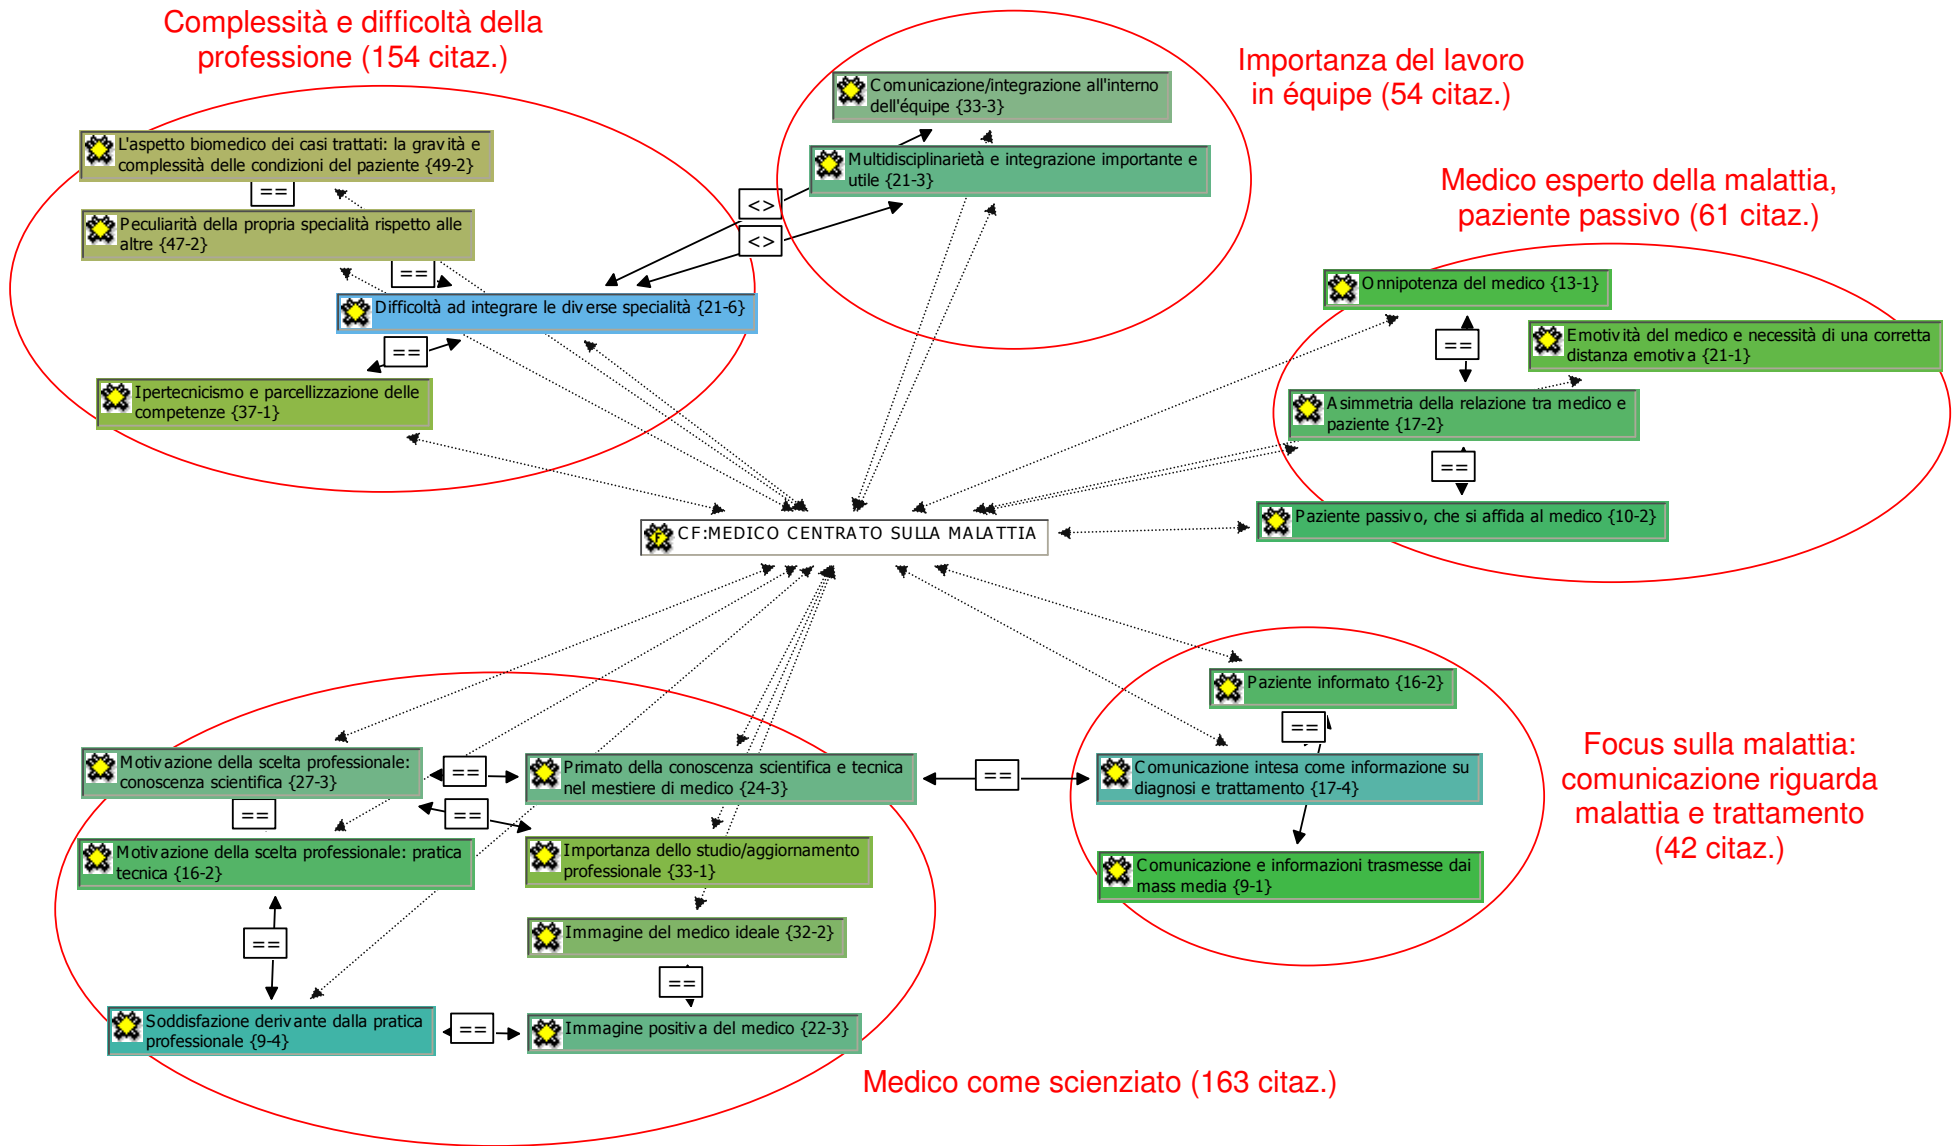 Complessità e difficoltà della
professione (154 citaz.)
L'aspetto biomedico dei casi trattati: la gravità e
complessità delle condizioni del paziente {49-2}
==
Peculiarità della propria specialità rispetto alle
altre {47-2}
==
Difficoltà ad integrare le diverse specialità {21-6}
==
Ipertecnicismo e parcellizzazione delle
competenze {37-1}
Importanza del lavoro
in équipe (54 citaz.)
Comunicazione/integrazione all'interno
dell'équipe {33-3}
Multidisciplinarietà e integrazione importante e
utile {21-3}
<>
<>
Medico esperto della malattia,
paziente passivo (61 citaz.)
Onnipotenza del medico {13-1}
==
Emotività del medico e necessità di una corretta
distanza emotiva {21-1}
Asimmetria della relazione tra medico e
paziente {17-2}
==
Paziente passivo, che si affida al medico {10-2}
CF:MEDICO CENTRATO SULLA MALATTIA
Motivazione della scelta professionale:
conoscenza scientifica {27-3}
==
Primato della conoscenza scientifica e tecnica
nel mestiere di medico {24-3}
==
==
==
Motivazione della scelta professionale: pratica
tecnica {16-2}
Importanza dello studio/aggiornamento
professionale {33-1}
==
Immagine del medico ideale {32-2}
==
Soddisfazione derivante dalla pratica
professionale {9-4}
==
Immagine positiva del medico {22-3}
Medico come scienziato (163 citaz.)
Paziente informato {16-2}
==
Comunicazione intesa come informazione su
diagnosi e trattamento {17-4}
Comunicazione e informazioni trasmesse dai
mass media {9-1}
Focus sulla malattia:
comunicazione riguarda
malattia e trattamento
(42 citaz.)